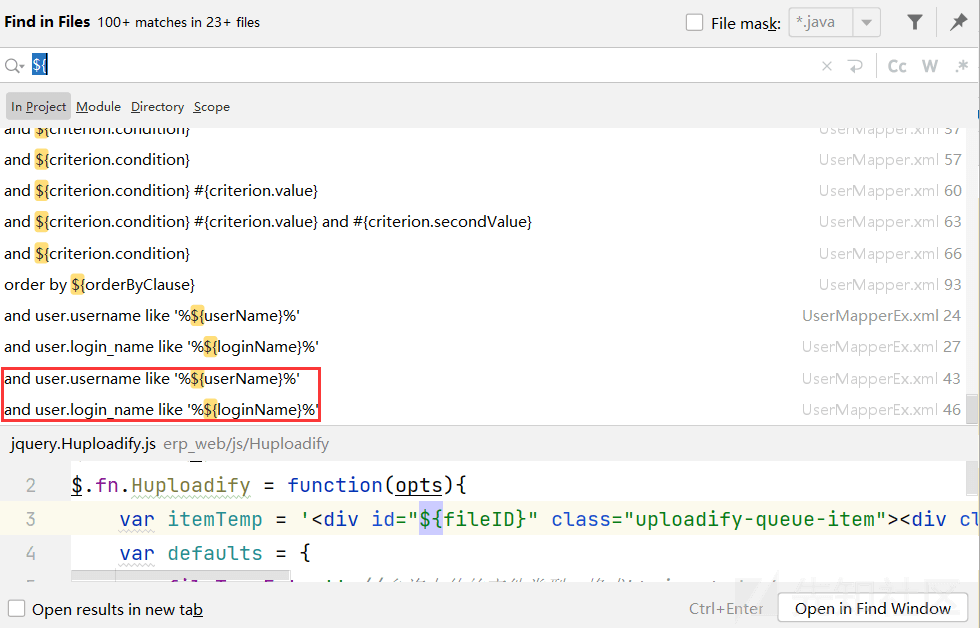 Find in Files 100+ matches in 23+ files File mask: *.java
${ Cc W .*
In Project Module Directory Scope
and ${criterion.condition} UserMapper.xml 57
and ${criterion.condition} UserMapper.xml 57
and ${criterion.condition} #{criterion.value} UserMapper.xml 60
and ${criterion.condition} #{criterion.value} and #{criterion.secondValue} UserMapper.xml 63
and ${criterion.condition} UserMapper.xml 66
order by ${orderByClause} UserMapper.xml 93
and user.username like '%${userName}%' UserMapperEx.xml 24
and user.login_name like '%${loginName}%' UserMapperEx.xml 27
and user.username like '%${userName}%' UserMapperEx.xml 43
and user.login_name like '%${loginName}%' UserMapperEx.xml 46
jquery.Huploadify.js erp_web/js/Huploadify
2 $.fn.Huploadify = function(opts){
3 var itemTemp = '<div id="${fileID}" class="uploadify-queue-item"><div cl
4 var defaults = {
Open results in new tab Ctrl+Enter Open in Find Window